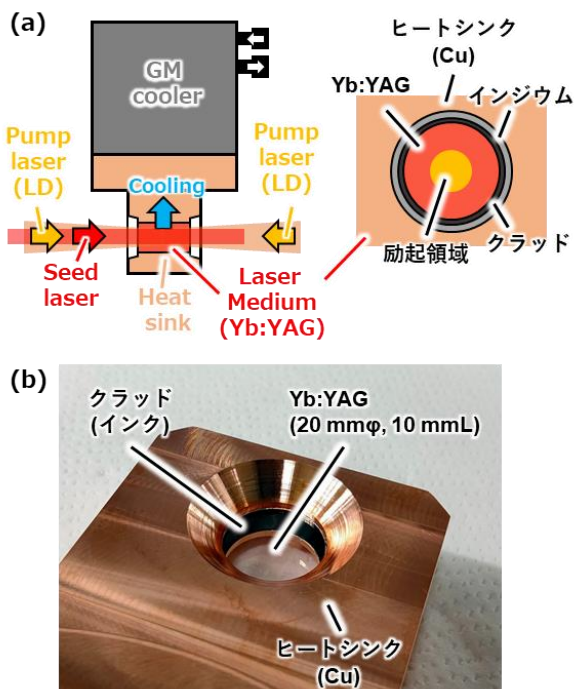 (a)
GM
cooler
Pump
laser
(LD)
Cooling
Pump
laser
(LD)
Seed
laser
Heat
sink
Laser
Medium
(Yb:YAG)
ヒートシンク
(Cu)
Yb:YAG
インジウム
励起領域
クラッド
(b)
クラッド
(インク)
Yb:YAG
(20 mmφ, 10 mmL)
ヒートシンク
(Cu)